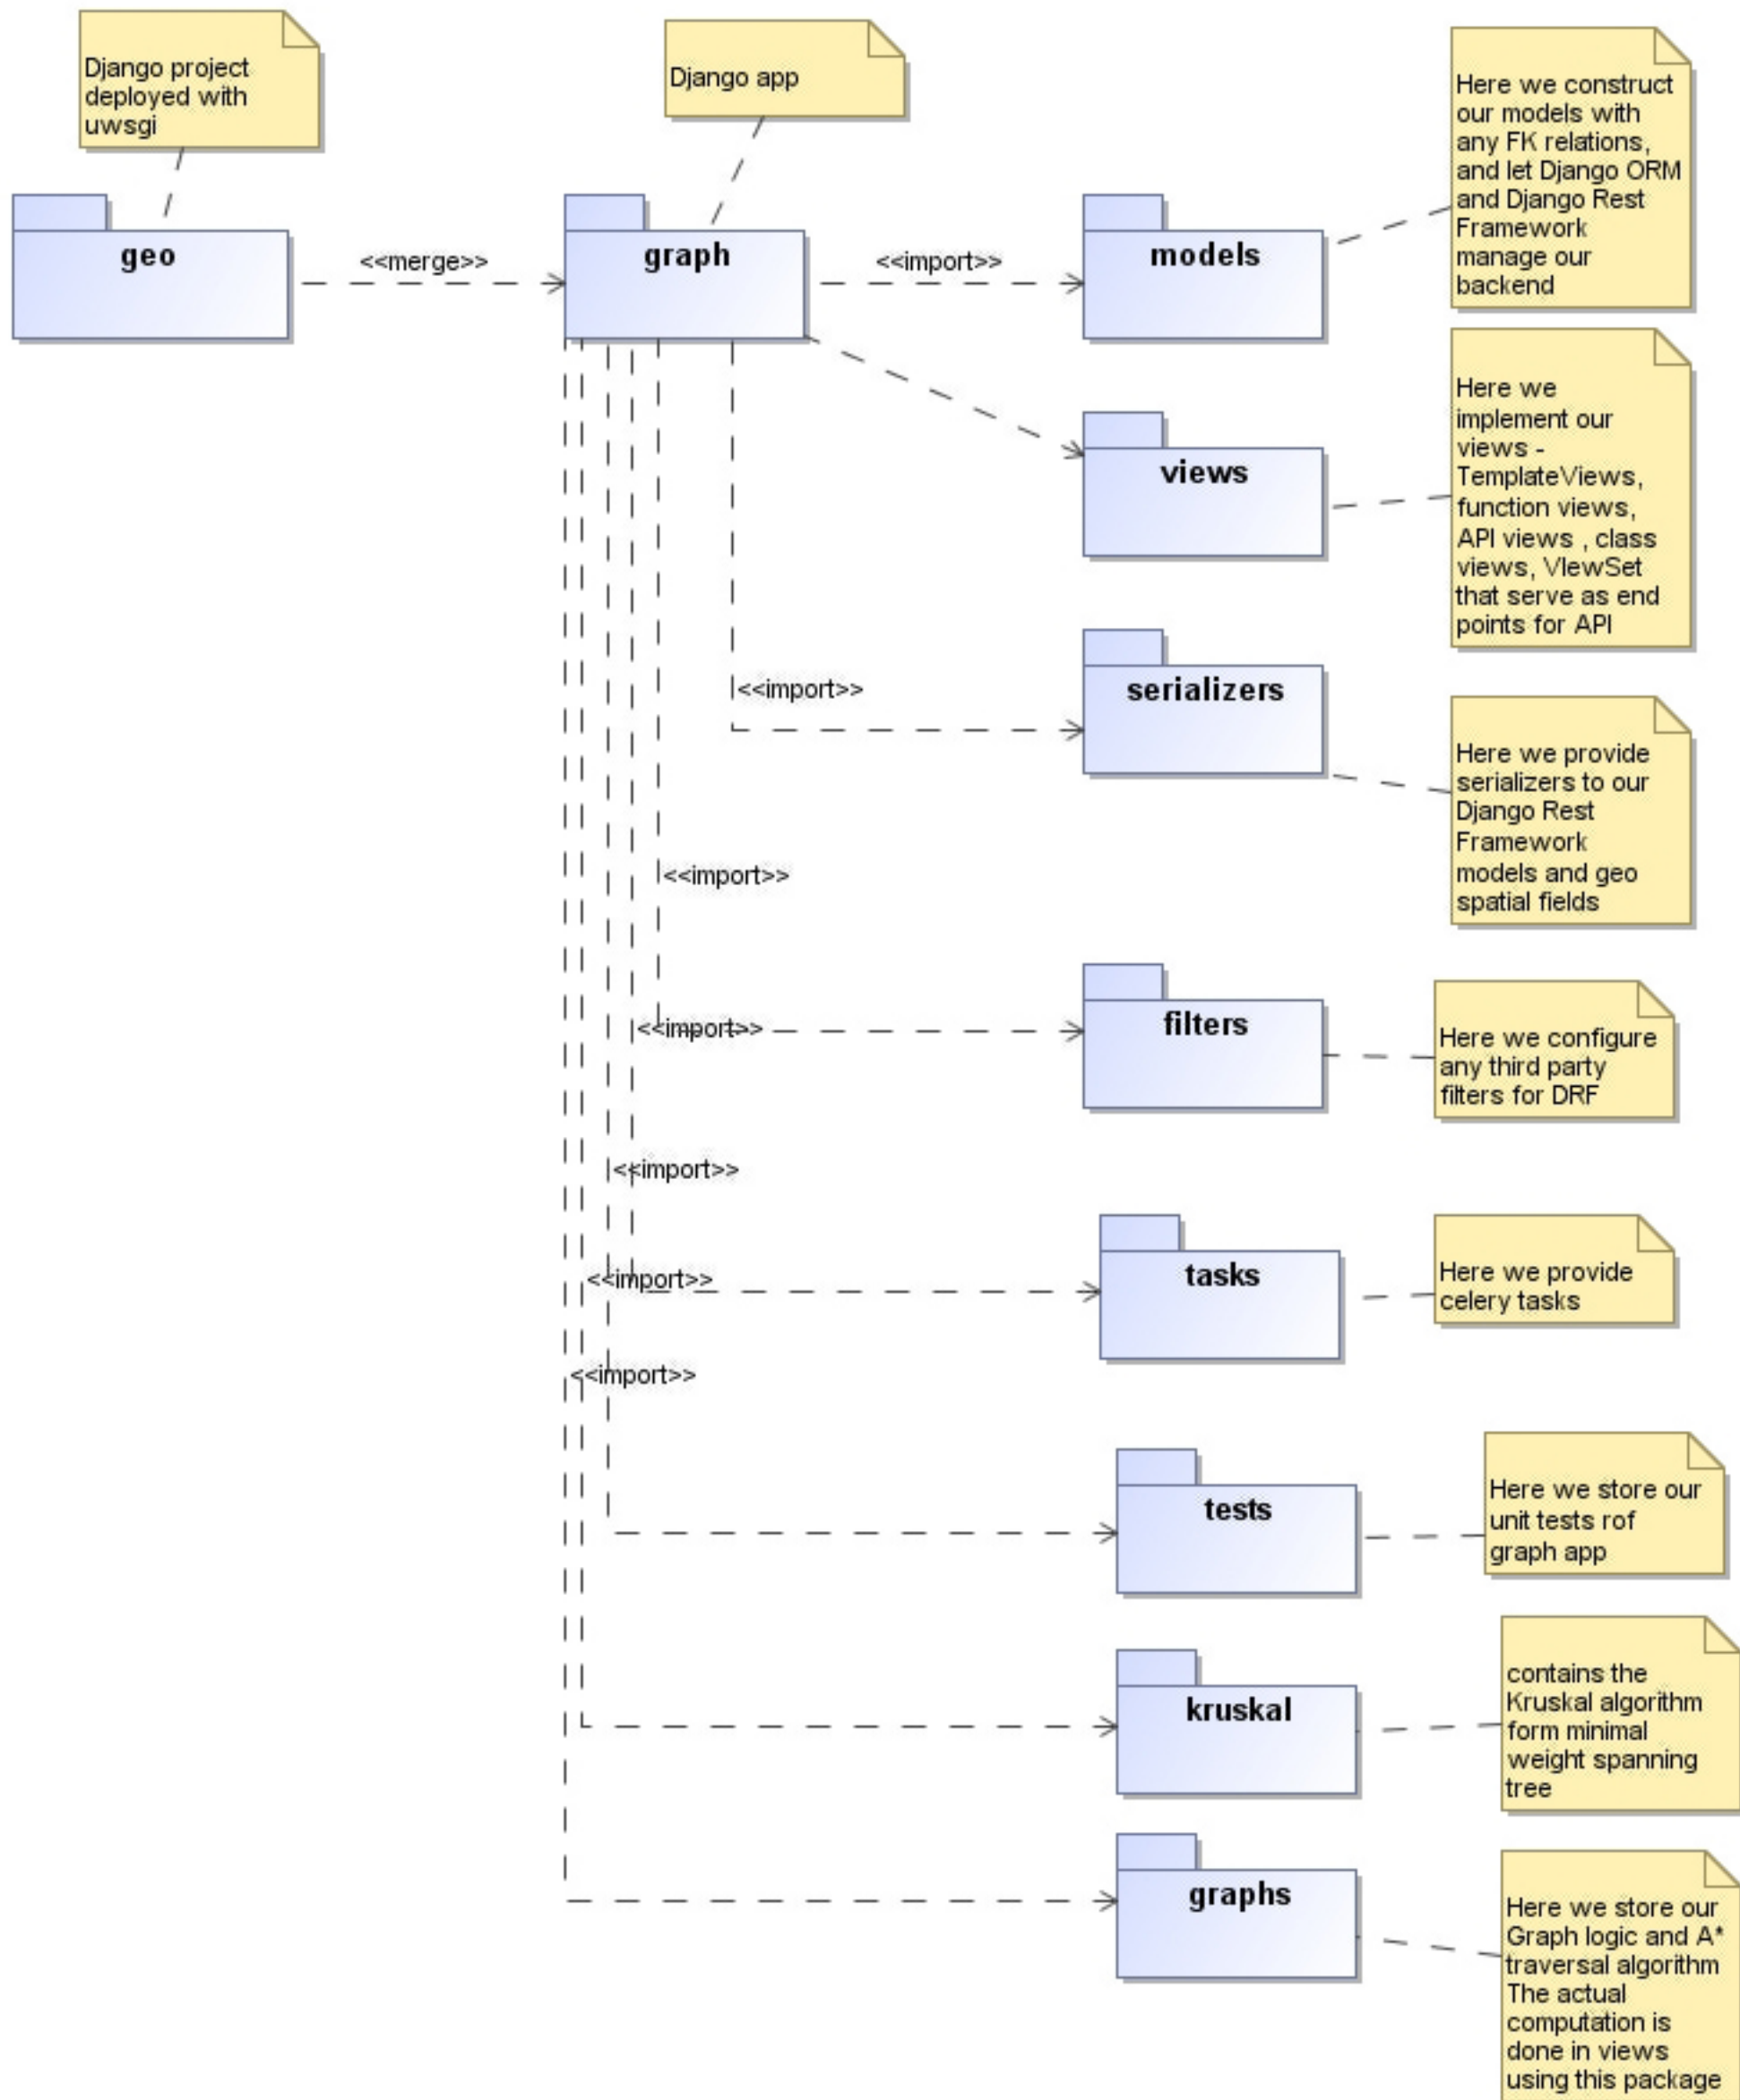 Django project
deployed with
uwsgi
Django app
Here we construct
our models with
any FK relations,
and let Django ORM
and Django Rest
Framework
manage our
backend
geo
<<merge>>
graph
<<import>>
models
Here we
implement our
views -
TemplateViews,
function views,
API views , class
views, VIewSet
that serve as end
points for API
views
<<import>>
serializers
Here we provide
serializers to our
Django Rest
Framework
models and geo
spatial fields
<<import>>
<<import>>
filters
Here we configure
any third party
filters for DRF
<<import>>
<<import>>
tasks
Here we provide
celery tasks
<<import>>
tests
Here we store our
unit tests rof
graph app
kruskal
contains the
Kruskal algorithm
form minimal
weight spanning
tree
graphs
Here we store our
Graph logic and A*
traversal algorithm
The actual
computation is
done in views
using this package